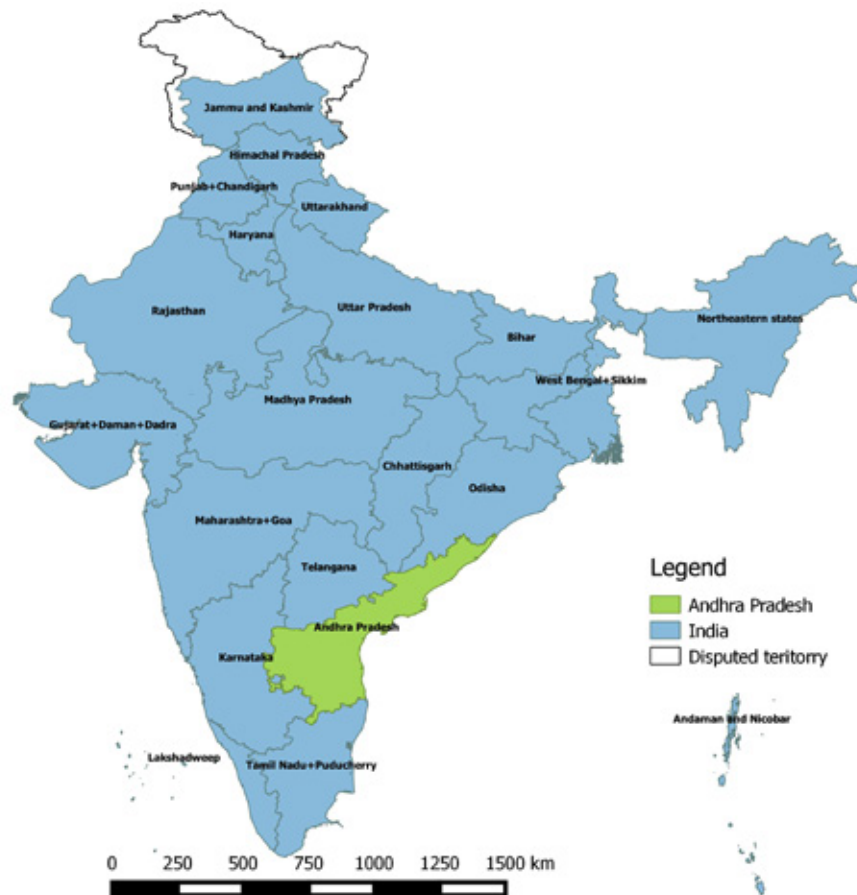 Jammu and Kashmir
Himachal Pradesh
Punjab+Chandigarh
Uttarakhand
Haryana
Rajasthan
Uttar Pradesh
Northeastern states
Bihar
West Bengal+Sikkim
Madhya Pradesh
Gujarat+Daman+Dadra
Chhattisgarh
Odisha
Maharashtra+Goa
Telangana
Legend
Andhra Pradesh
India
Disputed teritorry
Andhra Pradesh
Karnataka
Andaman and Nicobar
Lakshadweep
Tamil Nadu+Puducherry
0 250 500 750 1000 1250 1500 km